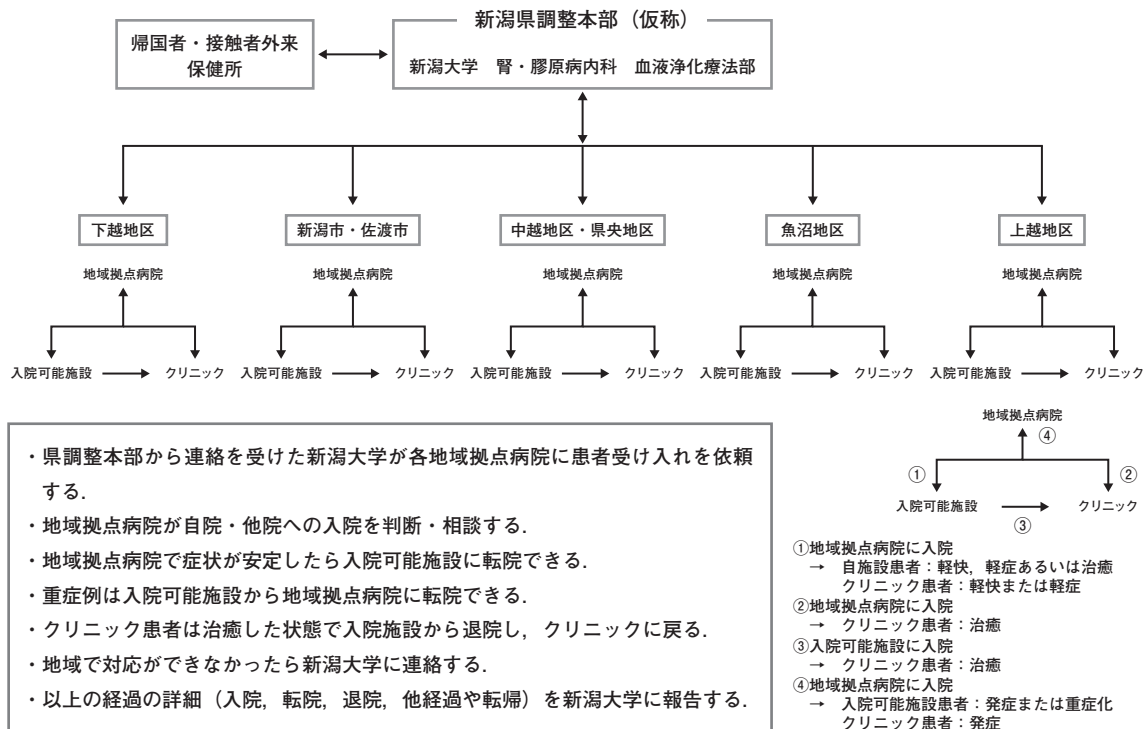 新潟県調整本部（仮称）
帰国者・接触者外来
保健所
新潟大学　腎・膠原病内科　血液浄化療法部
下越地区
新潟市・佐渡市
中越地区・県央地区
魚沼地区
上越地区
地域拠点病院
地域拠点病院
地域拠点病院
地域拠点病院
地域拠点病院
入院可能施設
クリニック
入院可能施設
クリニック
入院可能施設
クリニック
入院可能施設
クリニック
入院可能施設
クリニック
・県調整本部から連絡を受けた新潟大学が各地域拠点病院に患者受け入れを依頼
する．
・地域拠点病院が自院・他院への入院を判断・相談する．
・地域拠点病院で症状が安定したら入院可能施設に転院できる．
・重症例は入院可能施設から地域拠点病院に転院できる．
・クリニック患者は治癒した状態で入院施設から退院し，クリニックに戻る．
・地域で対応ができなかったら新潟大学に連絡する．
・以上の経過の詳細（入院，転院，退院，他経過や転帰）を新潟大学に報告する．
地域拠点病院
④
①
②
入院可能施設
クリニック
③
①地域拠点病院に入院
→　自施設患者：軽快，軽症あるいは治癒
クリニック患者：軽快または軽症
②地域拠点病院に入院
→　クリニック患者：治癒
③入院可能施設に入院
→　クリニック患者：治癒
④地域拠点病院に入院
→　入院可能施設患者：発症または重症化
クリニック患者：発症